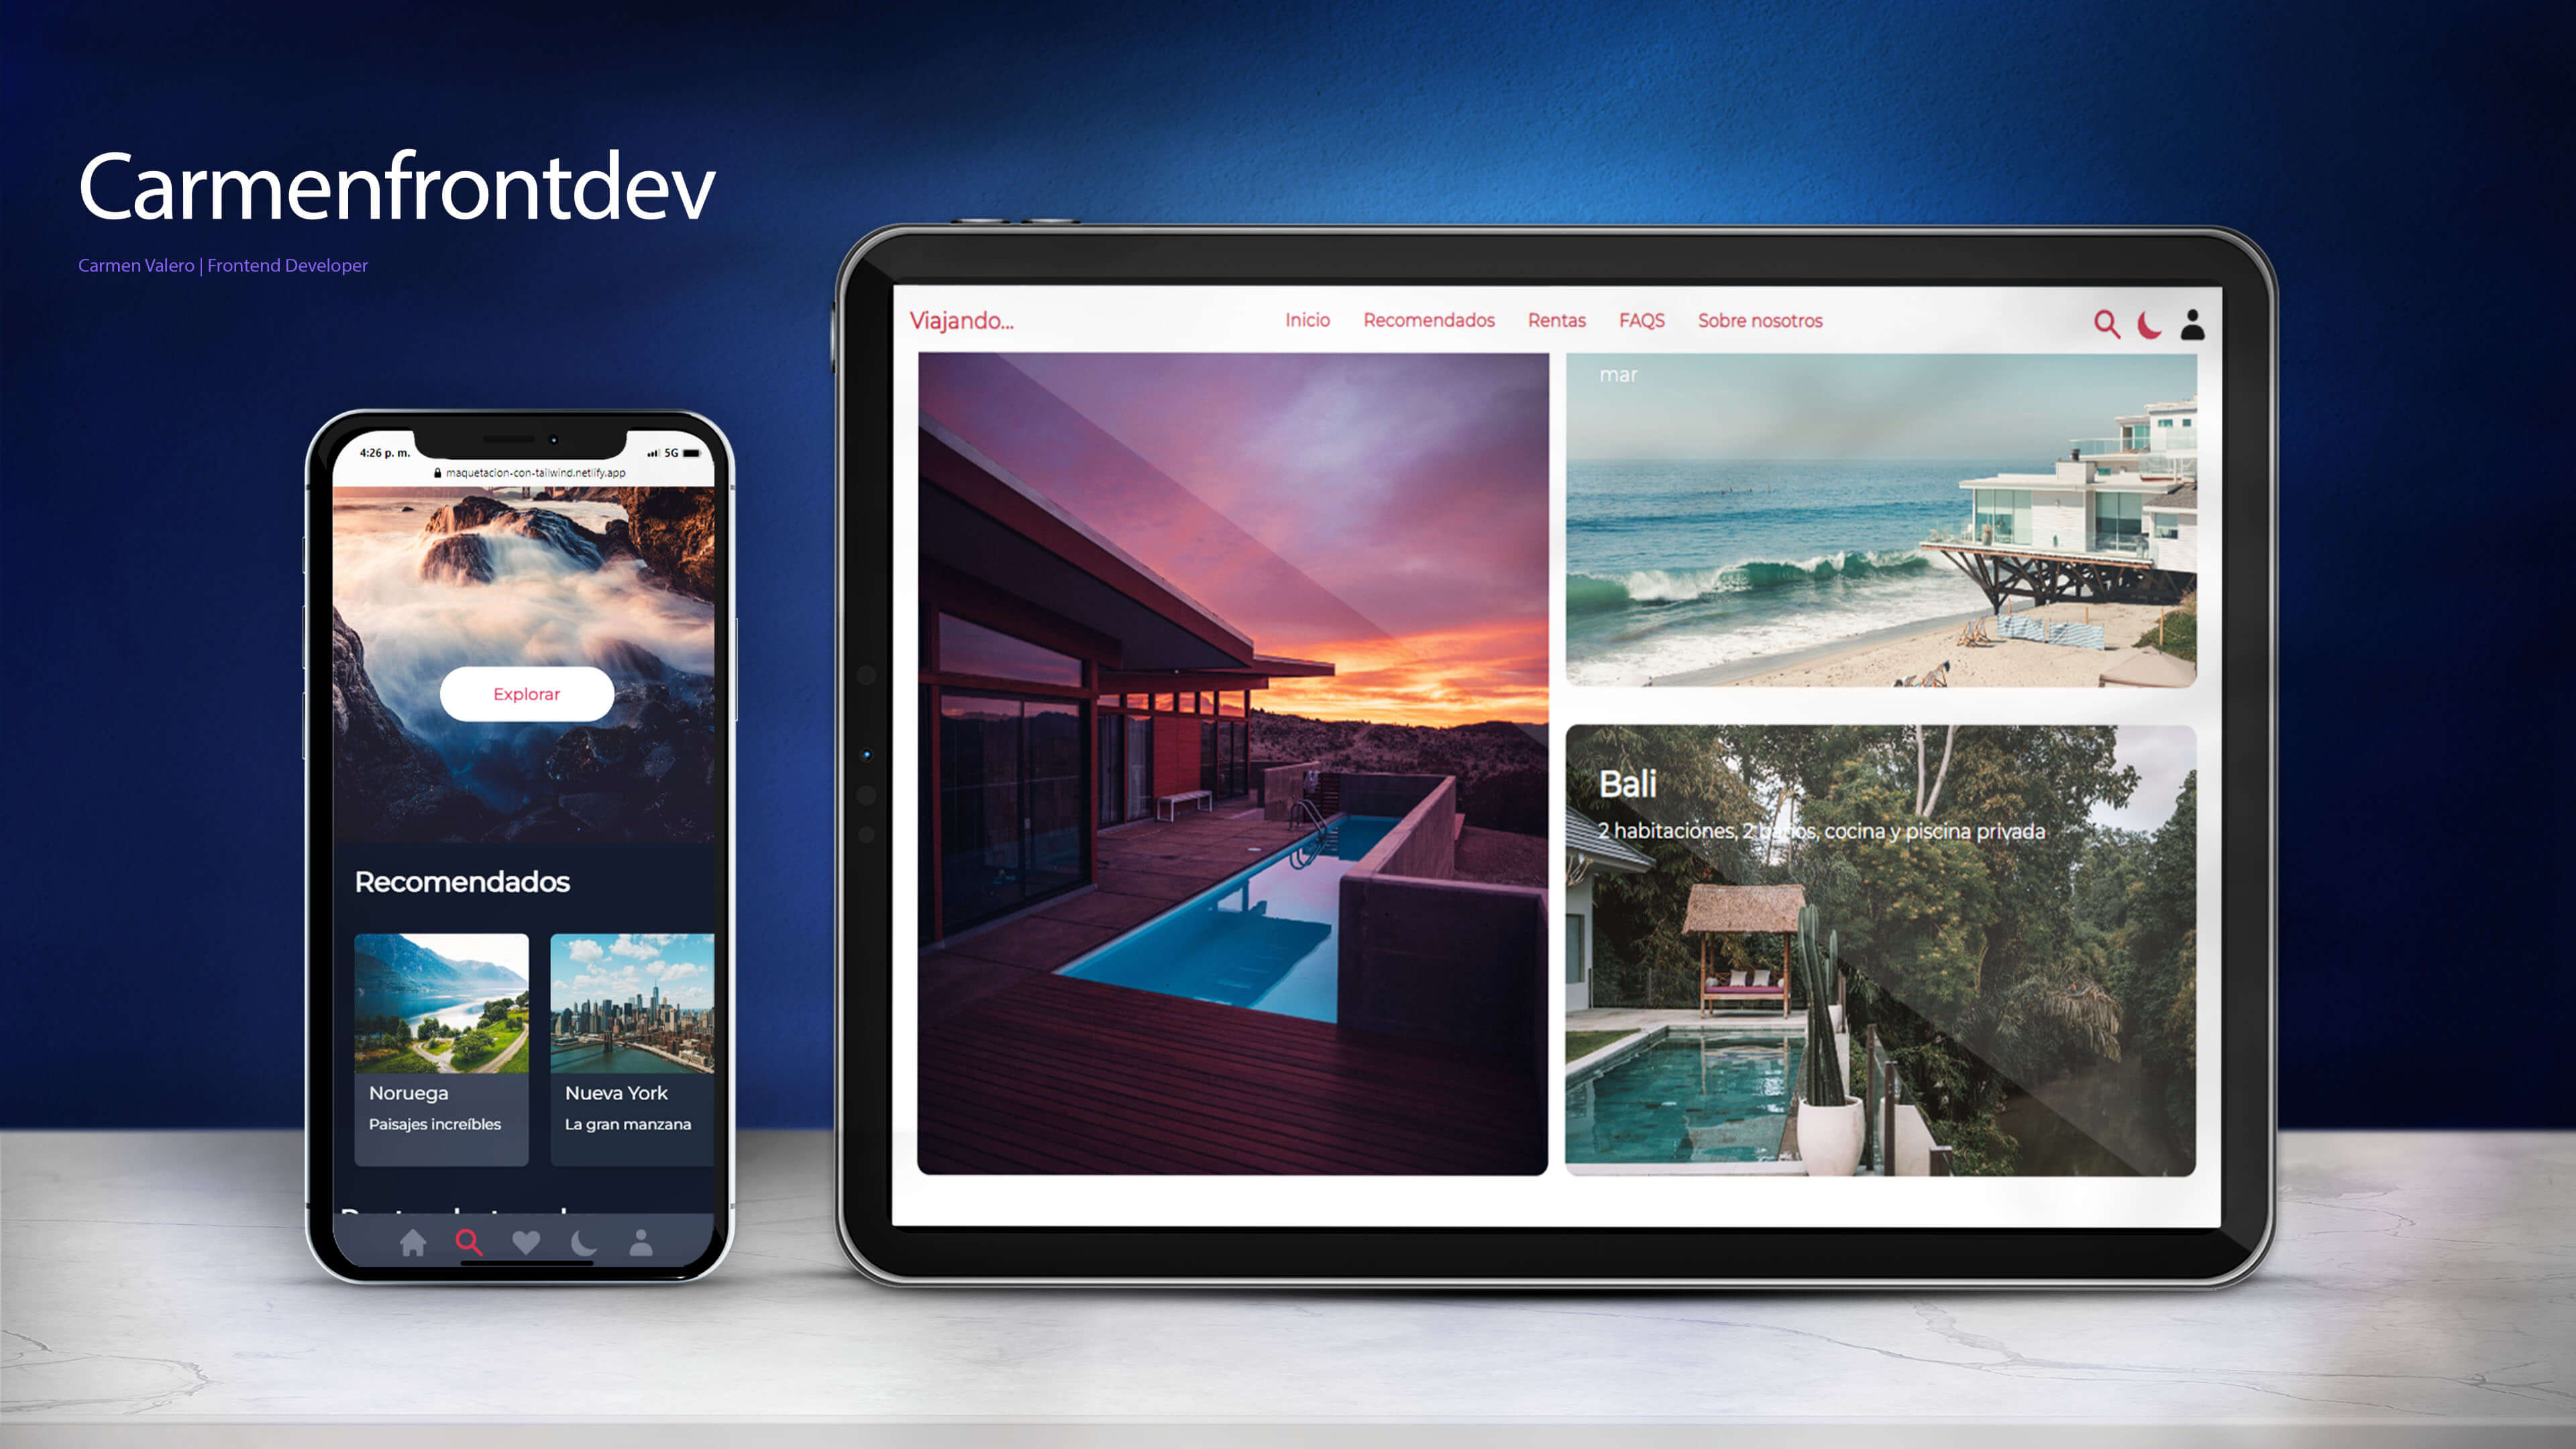 Carmenfrontdev
Carmen Valero | Frontend Developer
4:26 p. m.
5G
maquetacion-con-tailwind.netlify.app
Explorar
Recomendados
Noruega
Paisajes increíbles
Nueva York
La gran manzana
Viajando...
Inicio
Recomendados
Rentas
FAQS
Sobre nosotros
mar
Bali
2 habitaciones, 2 baños, cocina y piscina privada